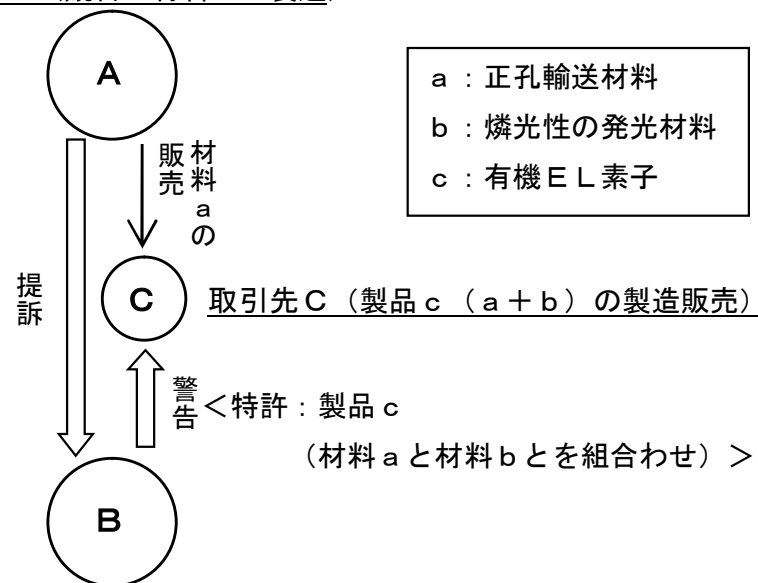 A
a:正孔輸送材料
b:燐光性の発光材料
c:有機EL素子
材料aの
販売
提訴
C
取引先C(製品c(a+b)の製造販売)
警告
<特許:製品c
(材料aと材料bとを組合わせ)>
B